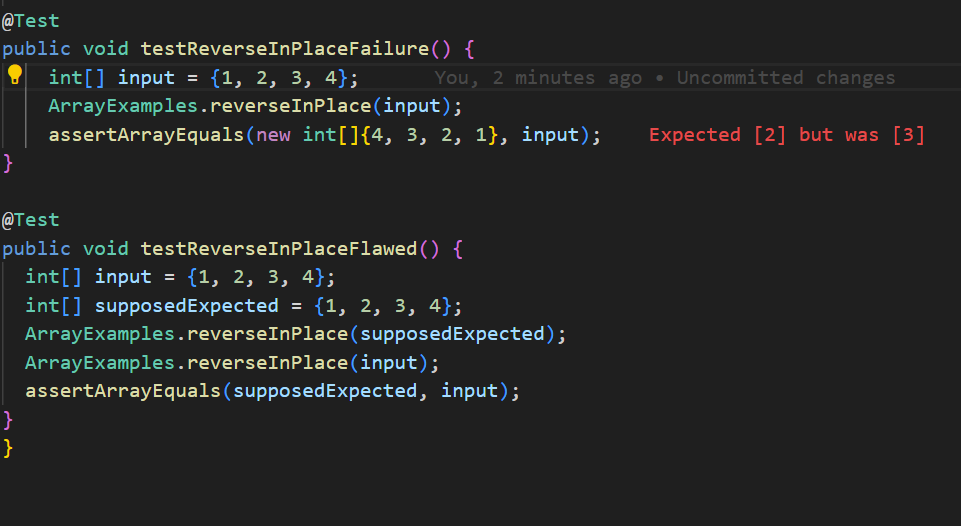 @Test
public void testReverseInPlaceFailure() {
int[] input = {1, 2, 3, 4}; You, 2 minutes ago • Uncommitted changes
ArrayExamples.reverseInPlace(input);
assertArrayEquals(new int[]{4, 3, 2, 1}, input); Expected [2] but was [3]
}
@Test
public void testReverseInPlaceFlawed() {
int[] input = {1, 2, 3, 4};
int[] supposedExpected = {1, 2, 3, 4};
ArrayExamples.reverseInPlace(supposedExpected);
ArrayExamples.reverseInPlace(input);
assertArrayEquals(supposedExpected, input);
}
}